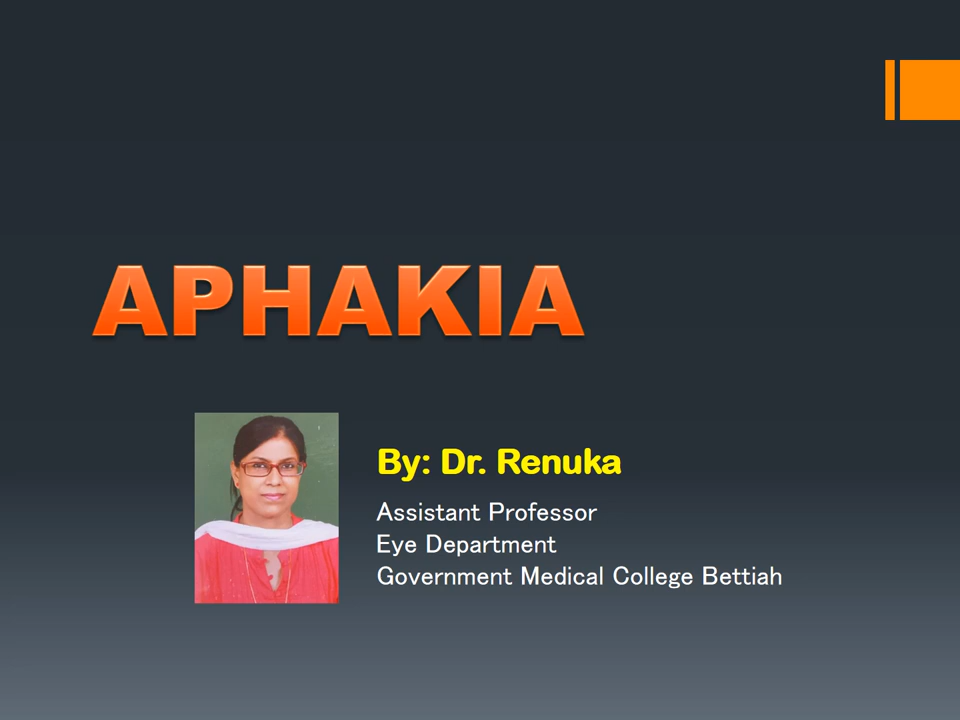 APHAKIA
By: Dr. Renuka
Assistant Professor
Eye Department
Government Medical College Bettiah